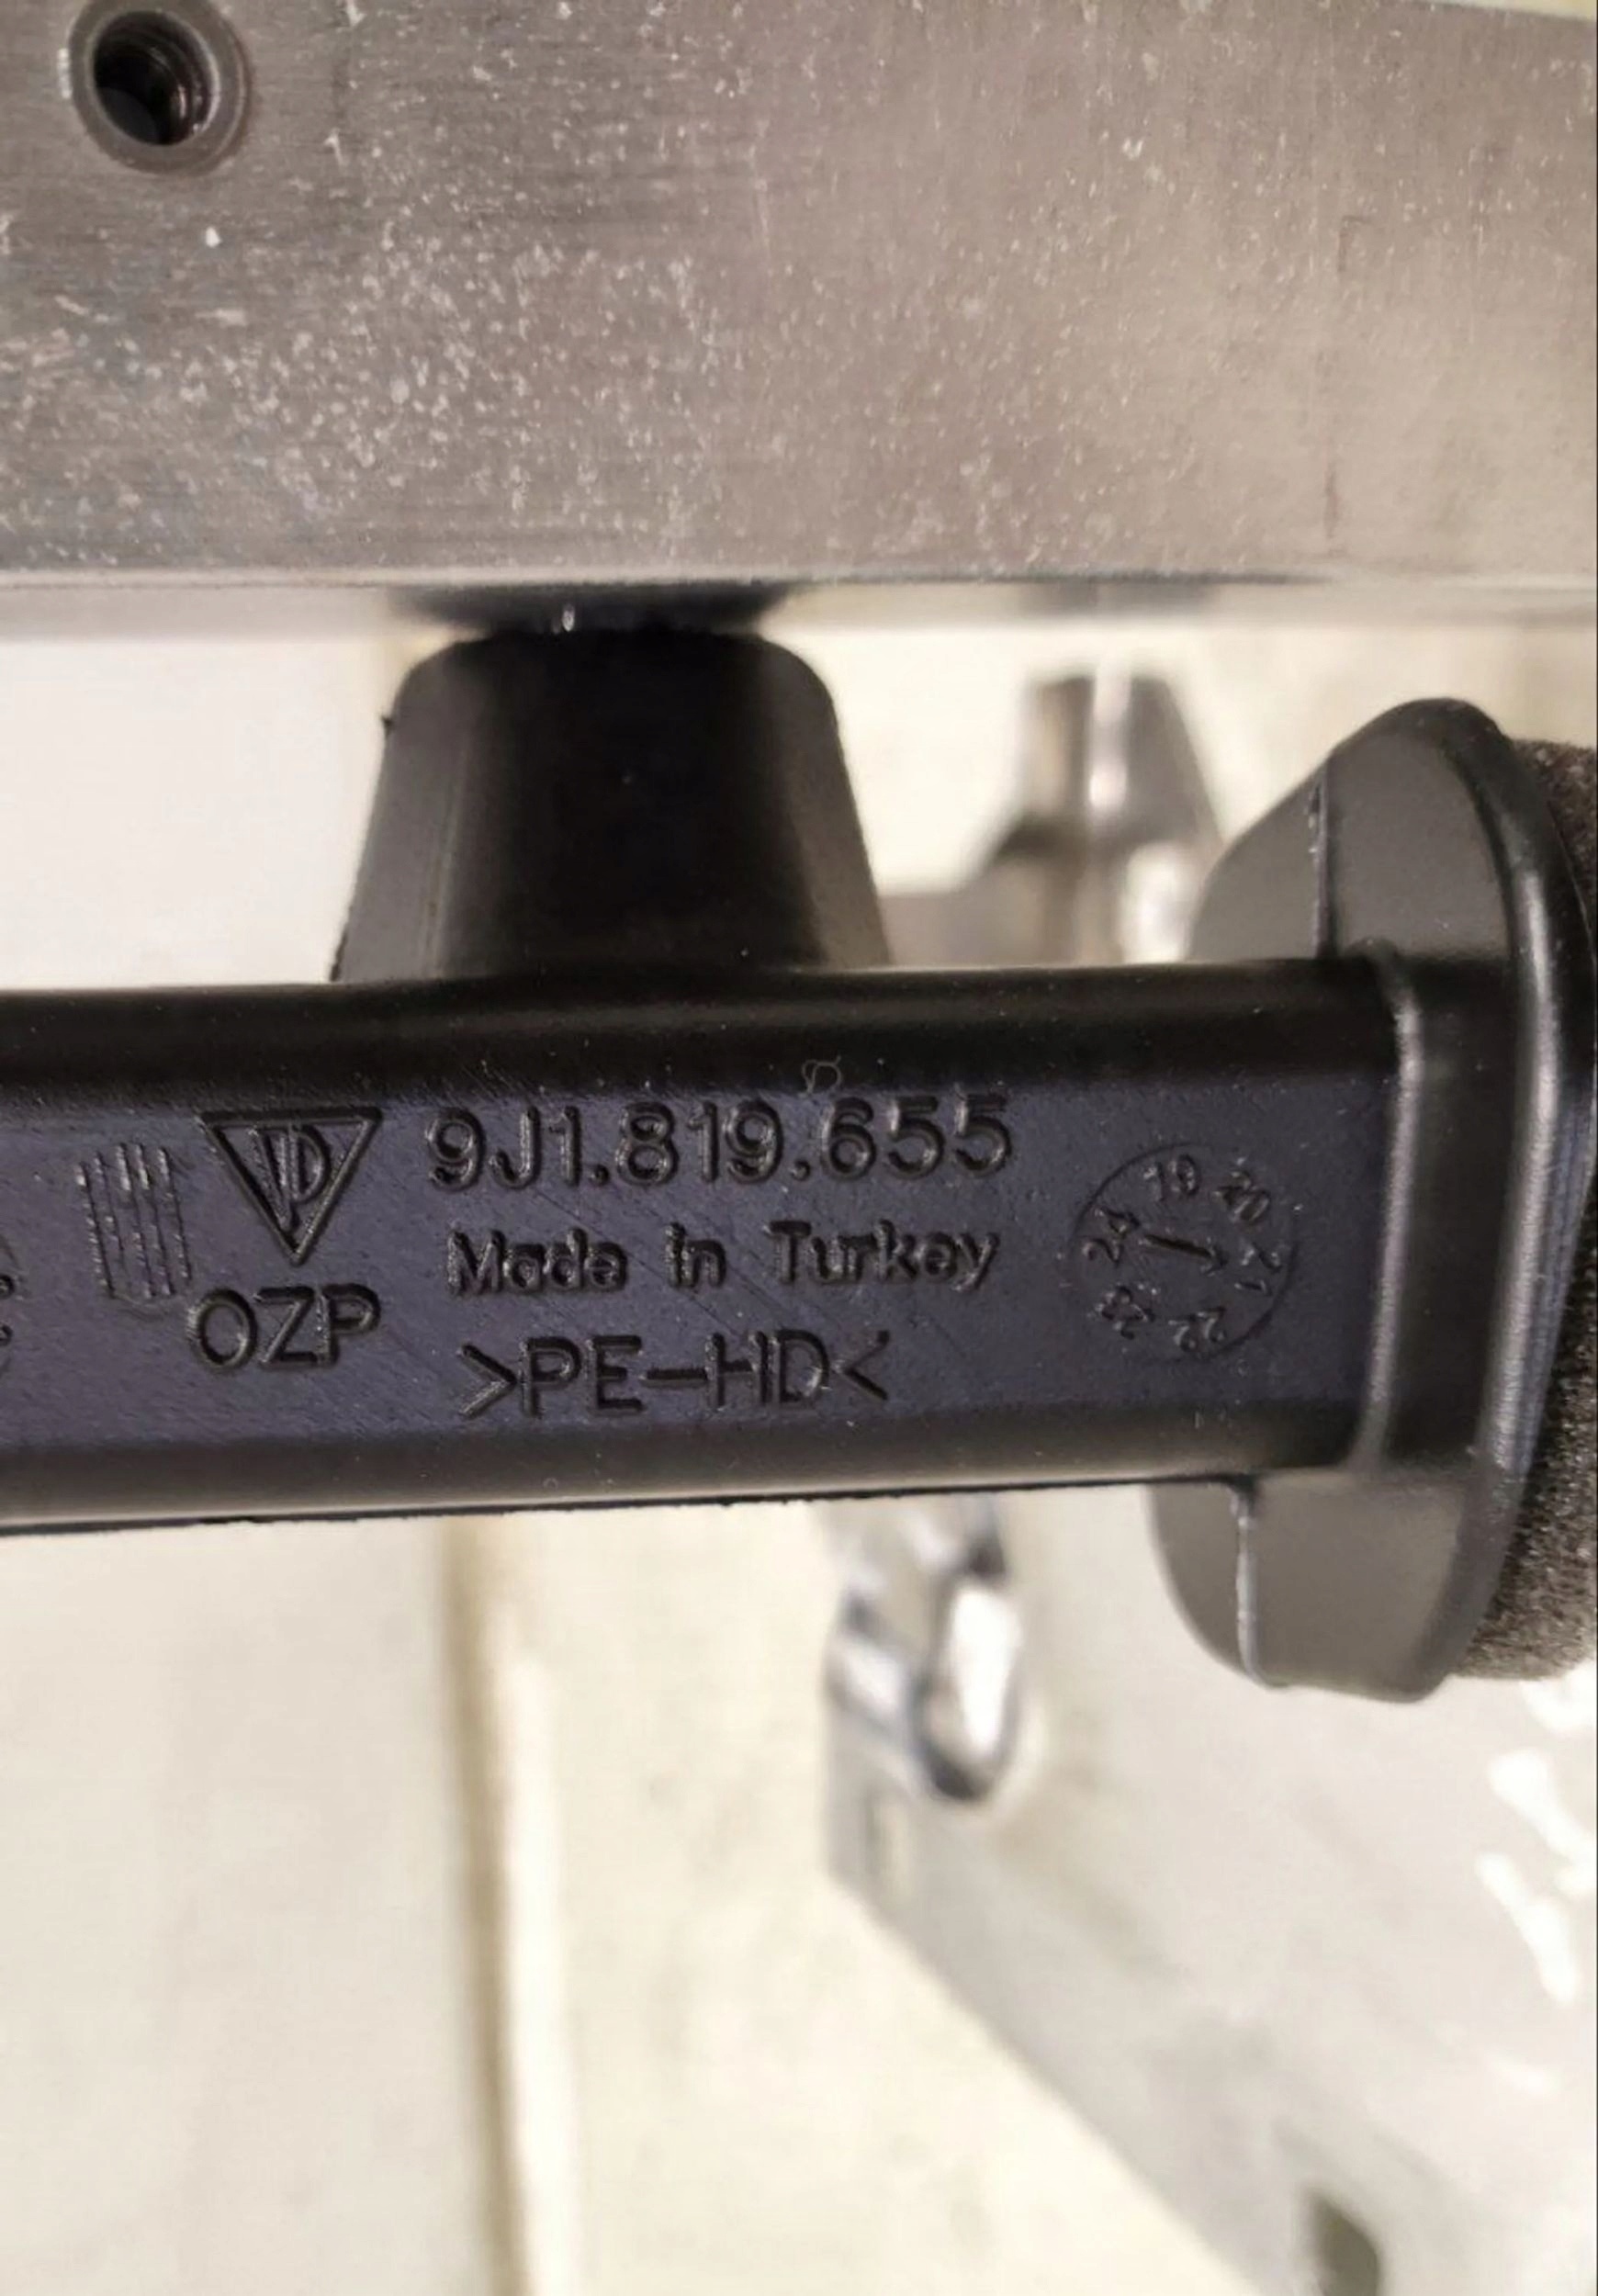 9J1.819.655
Made in Turkey
OZP
>PE-HD<
19 20 21 22 23 24